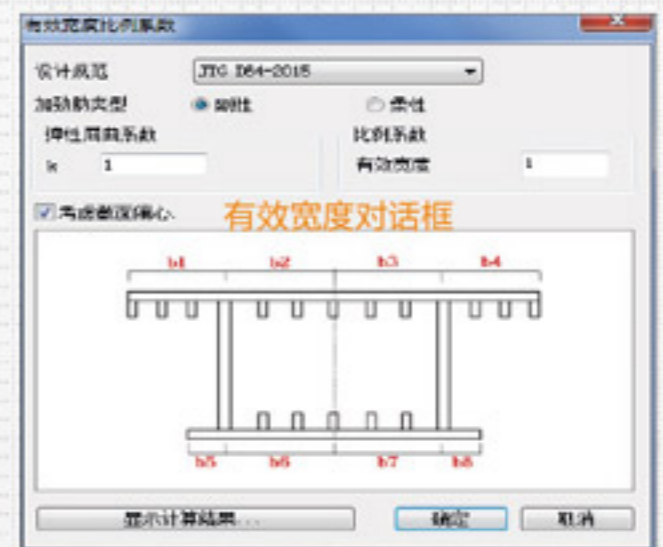 有效宽度比例系数
设计规范 JTG D64-2015
加劲肋类型 刚性 柔性
弹性屈曲系数 比例系数
k 1 有效宽度 1
考虑截面偏心
有效宽度对话框
b1 b2 b3 b4
b5 b6 b7 b8
显示计算结果... 确定 取消